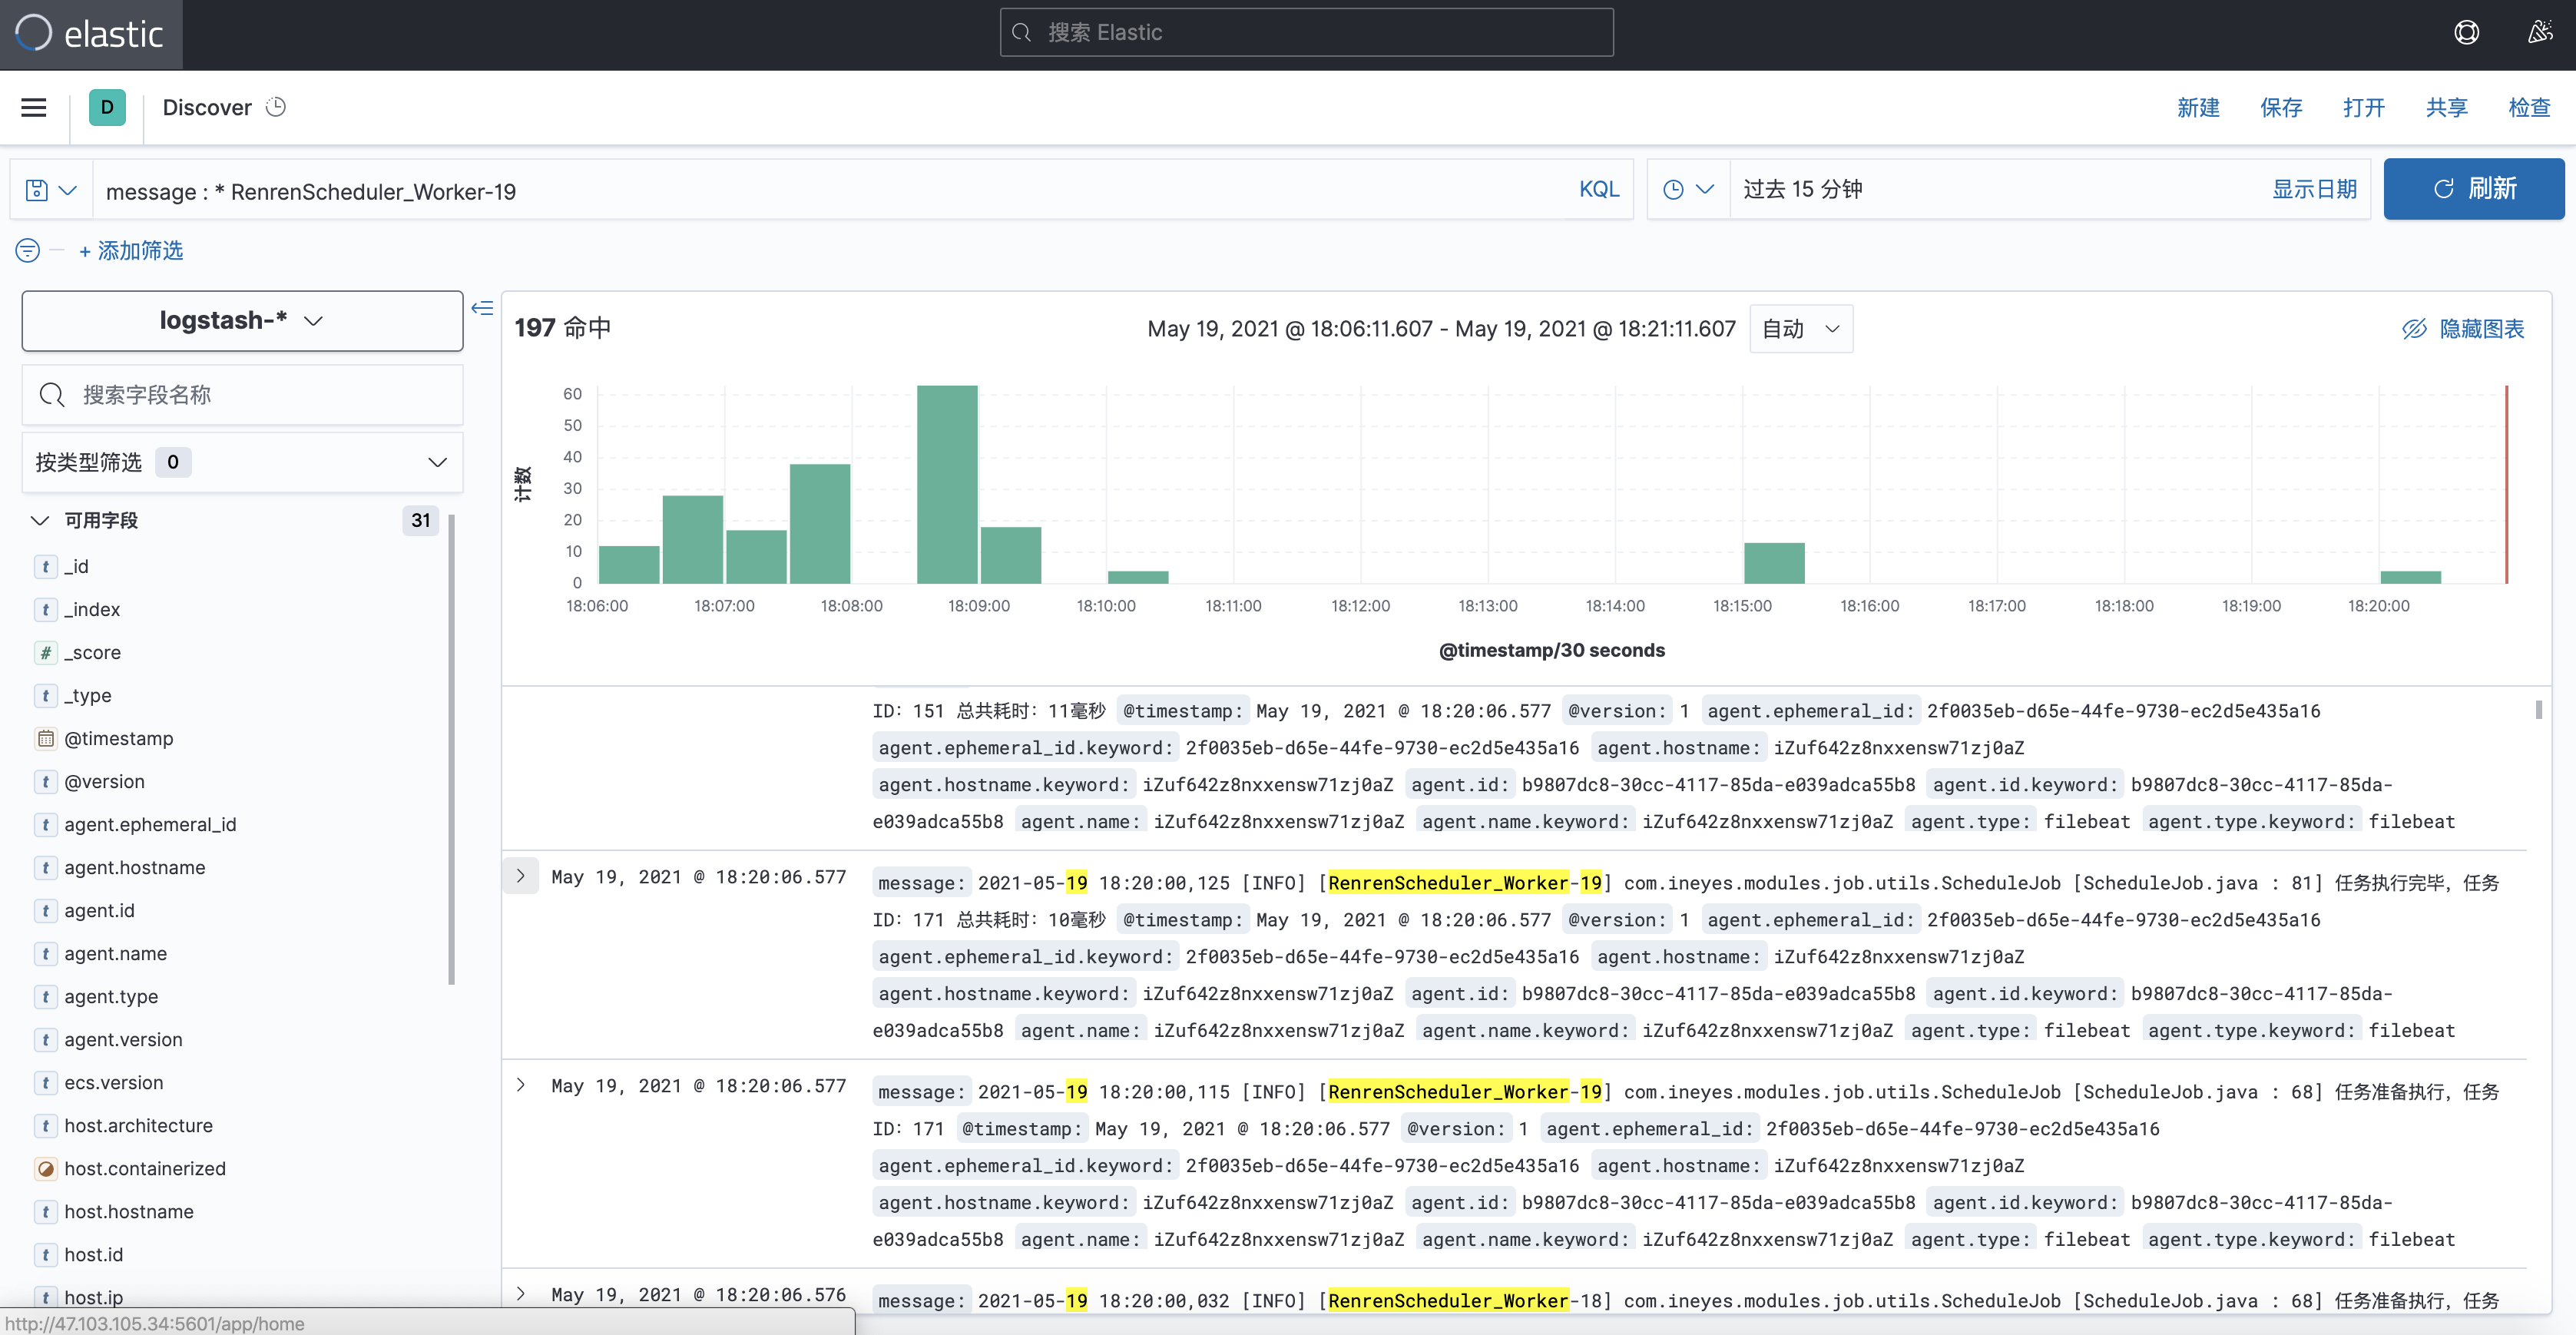 elastic
搜索 Elastic
D Discover
新建 保存 打开 共享 检查
message : * RenrenScheduler_Worker-19 KQL
过去 15 分钟 显示日期 刷新
+ 添加筛选
logstash-*
搜索字段名称
按类型筛选 0
可用字段 31
t _id
t _index
# _score
t _type
@timestamp
t @version
t agent.ephemeral_id
t agent.hostname
t agent.id
t agent.name
t agent.type
t agent.version
t ecs.version
t host.architecture
host.containerized
t host.hostname
t host.id
t host.ip
http://47.103.105.34:5601/app/home
197 命中
May 19, 2021 @ 18:06:11.607 - May 19, 2021 @ 18:21:11.607 自动
隐藏图表
计数
60
50
40
30
20
10
0
18:06:00 18:07:00 18:08:00 18:09:00 18:10:00 18:11:00 18:12:00 18:13:00 18:14:00 18:15:00 18:16:00 18:17:00 18:18:00 18:19:00 18:20:00
@timestamp/30 seconds
ID：151 总共耗时：11毫秒 @timestamp: May 19, 2021 @ 18:20:06.577 @version: 1 agent.ephemeral_id: 2f0035eb-d65e-44fe-9730-ec2d5e435a16
agent.ephemeral_id.keyword: 2f0035eb-d65e-44fe-9730-ec2d5e435a16 agent.hostname: iZuf642z8nxxensw71zj0aZ
agent.hostname.keyword: iZuf642z8nxxensw71zj0aZ agent.id: b9807dc8-30cc-4117-85da-e039adca55b8 agent.id.keyword: b9807dc8-30cc-4117-85da-
e039adca55b8 agent.name: iZuf642z8nxxensw71zj0aZ agent.name.keyword: iZuf642z8nxxensw71zj0aZ agent.type: filebeat agent.type.keyword: filebeat
May 19, 2021 @ 18:20:06.577 message: 2021-05-19 18:20:00,125 [INFO] [RenrenScheduler_Worker-19] com.ineyes.modules.job.utils.ScheduleJob [ScheduleJob.java : 81] 任务执行完毕，任务
ID：171 总共耗时：10毫秒 @timestamp: May 19, 2021 @ 18:20:06.577 @version: 1 agent.ephemeral_id: 2f0035eb-d65e-44fe-9730-ec2d5e435a16
agent.ephemeral_id.keyword: 2f0035eb-d65e-44fe-9730-ec2d5e435a16 agent.hostname: iZuf642z8nxxensw71zj0aZ
agent.hostname.keyword: iZuf642z8nxxensw71zj0aZ agent.id: b9807dc8-30cc-4117-85da-e039adca55b8 agent.id.keyword: b9807dc8-30cc-4117-85da-
e039adca55b8 agent.name: iZuf642z8nxxensw71zj0aZ agent.name.keyword: iZuf642z8nxxensw71zj0aZ agent.type: filebeat agent.type.keyword: filebeat
May 19, 2021 @ 18:20:06.577 message: 2021-05-19 18:20:00,115 [INFO] [RenrenScheduler_Worker-19] com.ineyes.modules.job.utils.ScheduleJob [ScheduleJob.java : 68] 任务准备执行，任务
ID：171 @timestamp: May 19, 2021 @ 18:20:06.577 @version: 1 agent.ephemeral_id: 2f0035eb-d65e-44fe-9730-ec2d5e435a16
agent.ephemeral_id.keyword: 2f0035eb-d65e-44fe-9730-ec2d5e435a16 agent.hostname: iZuf642z8nxxensw71zj0aZ
agent.hostname.keyword: iZuf642z8nxxensw71zj0aZ agent.id: b9807dc8-30cc-4117-85da-e039adca55b8 agent.id.keyword: b9807dc8-30cc-4117-85da-
e039adca55b8 agent.name: iZuf642z8nxxensw71zj0aZ agent.name.keyword: iZuf642z8nxxensw71zj0aZ agent.type: filebeat agent.type.keyword: filebeat
May 19, 2021 @ 18:20:06.576 message: 2021-05-19 18:20:00,032 [INFO] [RenrenScheduler_Worker-18] com.ineyes.modules.job.utils.ScheduleJob [ScheduleJob.java : 68] 任务准备执行，任务